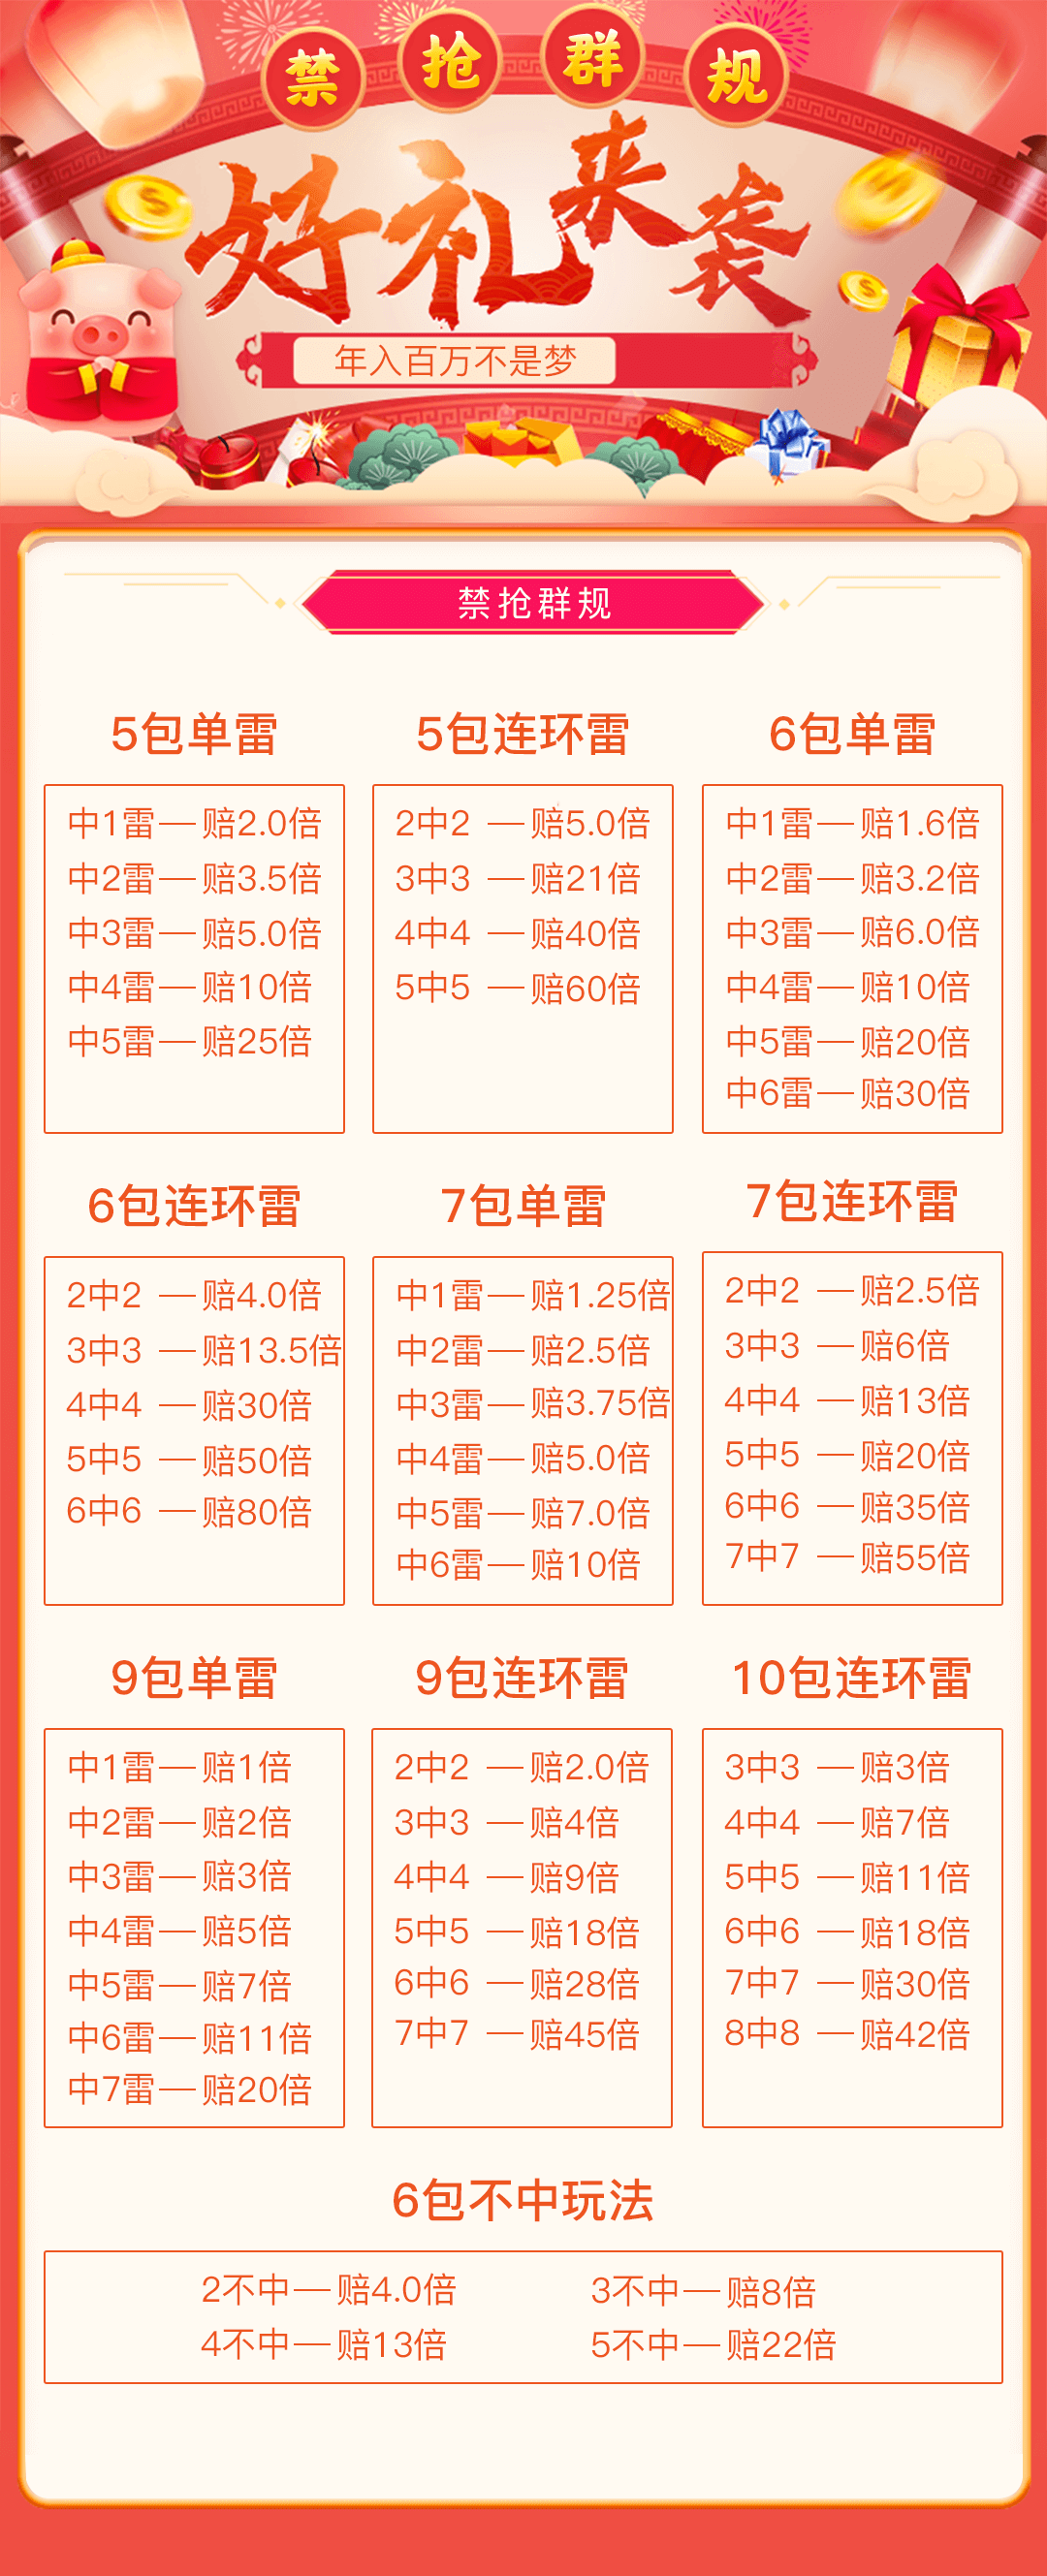 禁抢群规
好礼来袭
年入百万不是梦
禁抢群规
5包单雷
中1雷—赔2.0倍
中2雷—赔3.5倍
中3雷—赔5.0倍
中4雷—赔10倍
中5雷—赔25倍
5包连环雷
2中2 —赔5.0倍
3中3 —赔21倍
4中4 —赔40倍
5中5 —赔60倍
6包单雷
中1雷—赔1.6倍
中2雷—赔3.2倍
中3雷—赔6.0倍
中4雷—赔10倍
中5雷—赔20倍
中6雷—赔30倍
6包连环雷
2中2 —赔4.0倍
3中3 —赔13.5倍
4中4 —赔30倍
5中5 —赔50倍
6中6 —赔80倍
7包单雷
中1雷—赔1.25倍
中2雷—赔2.5倍
中3雷—赔3.75倍
中4雷—赔5.0倍
中5雷—赔7.0倍
中6雷—赔10倍
7包连环雷
2中2 —赔2.5倍
3中3 —赔6倍
4中4 —赔13倍
5中5 —赔20倍
6中6 —赔35倍
7中7 —赔55倍
9包单雷
中1雷—赔1倍
中2雷—赔2倍
中3雷—赔3倍
中4雷—赔5倍
中5雷—赔7倍
中6雷—赔11倍
中7雷—赔20倍
9包连环雷
2中2 —赔2.0倍
3中3 —赔4倍
4中4 —赔9倍
5中5 —赔18倍
6中6 —赔28倍
7中7 —赔45倍
10包连环雷
3中3 —赔3倍
4中4 —赔7倍
5中5 —赔11倍
6中6 —赔18倍
7中7 —赔30倍
8中8 —赔42倍
6包不中玩法
2不中—赔4.0倍
3不中—赔8倍
4不中—赔13倍
5不中—赔22倍